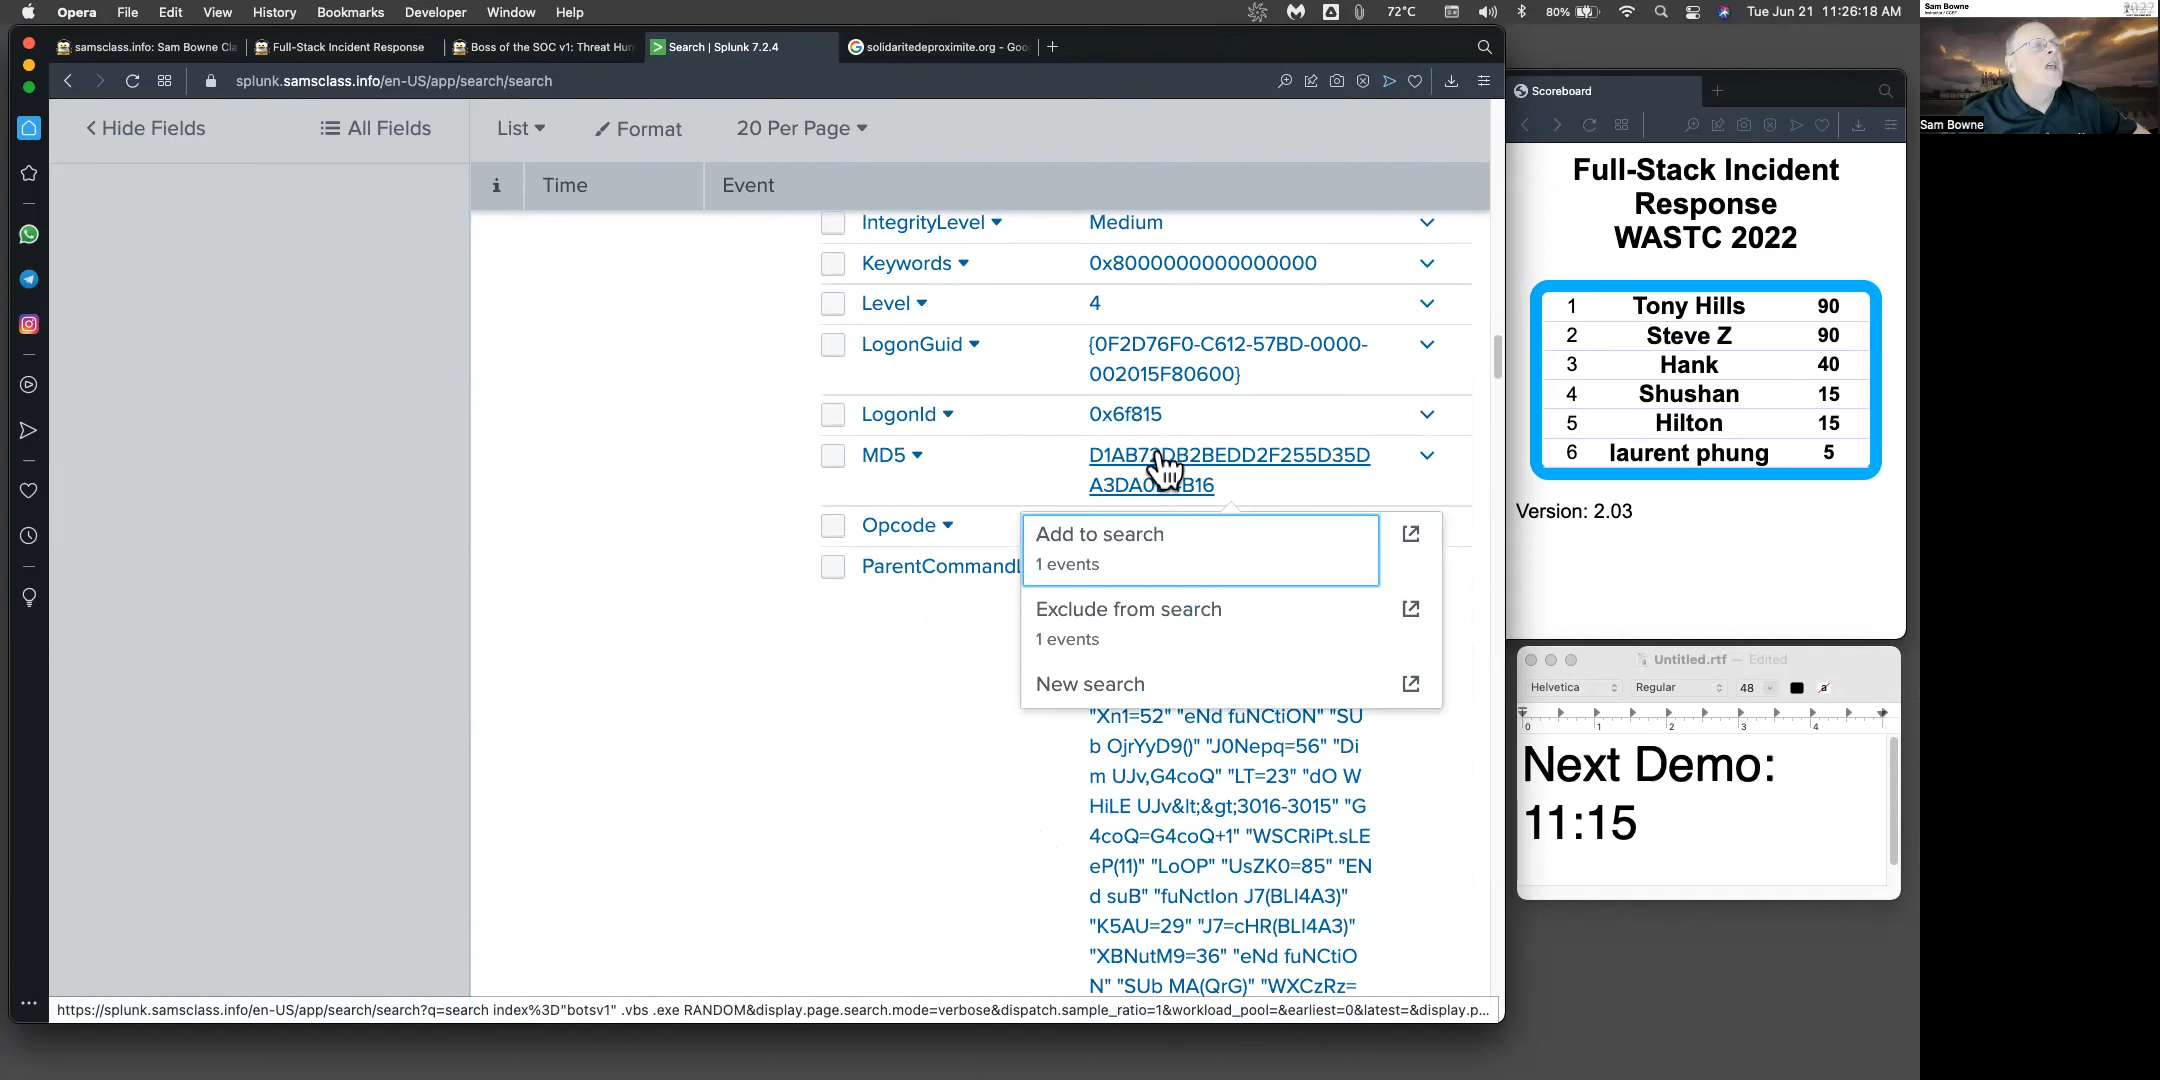 Opera File Edit View History Bookmarks Developer Window Help 72°C 80% Tue Jun 21 11:26:18 AM
samsclass.info: Sam Bowne Cla Full-Stack Incident Response Boss of the SOC v1: Threat Hun Search | Splunk 7.2.4 solidaritedeproximite.org - Goo
splunk.samsclass.info/en-US/app/search/search
Hide Fields All Fields List Format 20 Per Page
i Time Event
IntegrityLevel Medium
Keywords 0x8000000000000000
Level 4
LogonGuid {0F2D76F0-C612-57BD-0000-
002015F80600}
LogonId 0x6f815
MD5
Opcode
ParentCommandL
Add to search
1 events
Exclude from search
1 events
New search
"Xn1=52" "eNd fuNCtiON" "SU
b OjrYyD9()" "J0Nepq=56" "Di
m UJv,G4coQ" "LT=23" "dO W
HiLE UJv&lt;&gt;3016-3015" "G
4coQ=G4coQ+1" "WSCRiPt.sLE
eP(11)" "LoOP" "UsZK0=85" "EN
d suB" "fuNctIon J7(BLI4A3)"
"K5AU=29" "J7=cHR(BLI4A3)"
"XBNutM9=36" "eNd fuNCtiO
N" "SUb MA(QrG)" "WXCzRz=
https://splunk.samsclass.info/en-US/app/search/search?q=search index%3D"botsv1" .vbs .exe RANDOM&display.page.search.mode=verbose&dispatch.sample_ratio=1&workload_pool=&earliest=0&latest=&display.p...
Scoreboard
Full-Stack Incident
Response
WASTC 2022
1 Tony Hills 90
2 Steve Z 90
3 Hank 40
4 Shushan 15
5 Hilton 15
6 laurent phung 5
Version: 2.03
Untitled.rtf — Edited
Helvetica Regular 48 a
0 1 2 3 4
Next Demo:
11:15
Sam Bowne
Sam Bowne